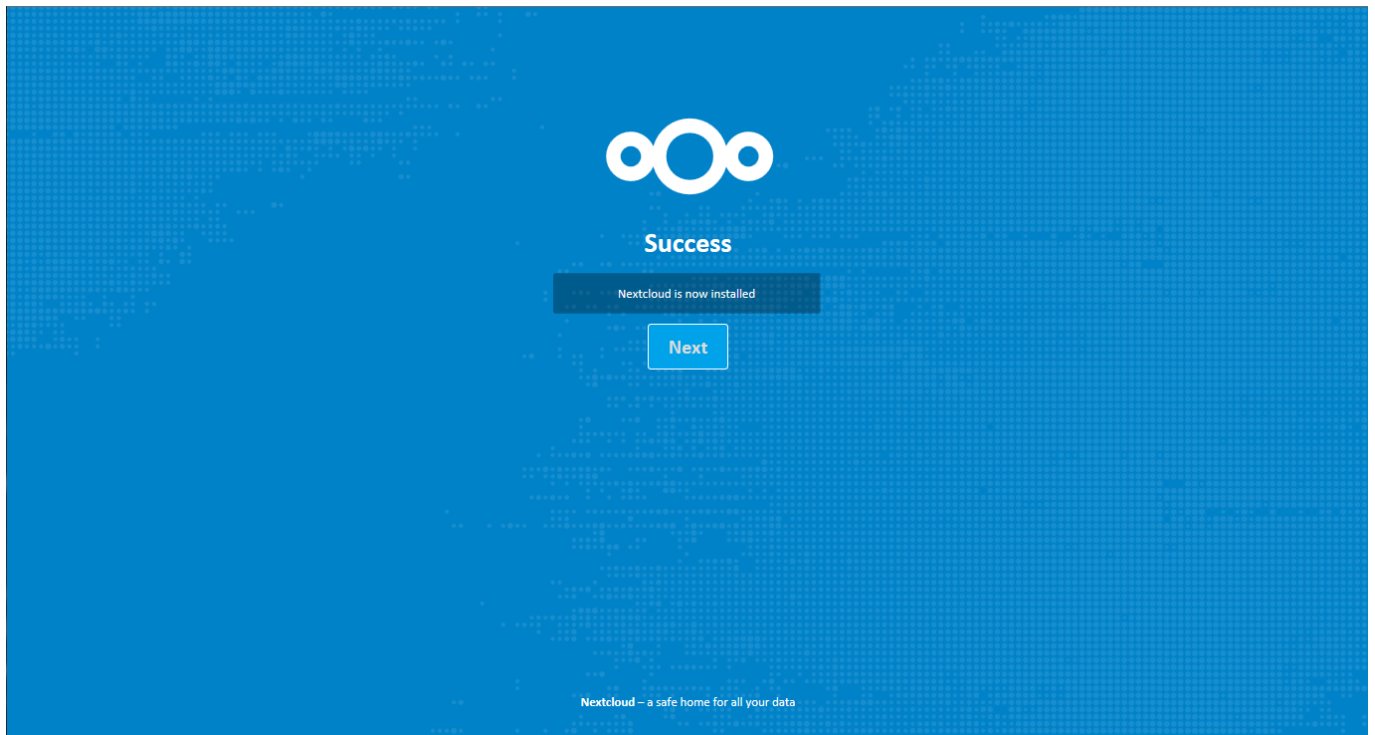 Success
Nextcloud is now installed
Next
Nextcloud – a safe home for all your data